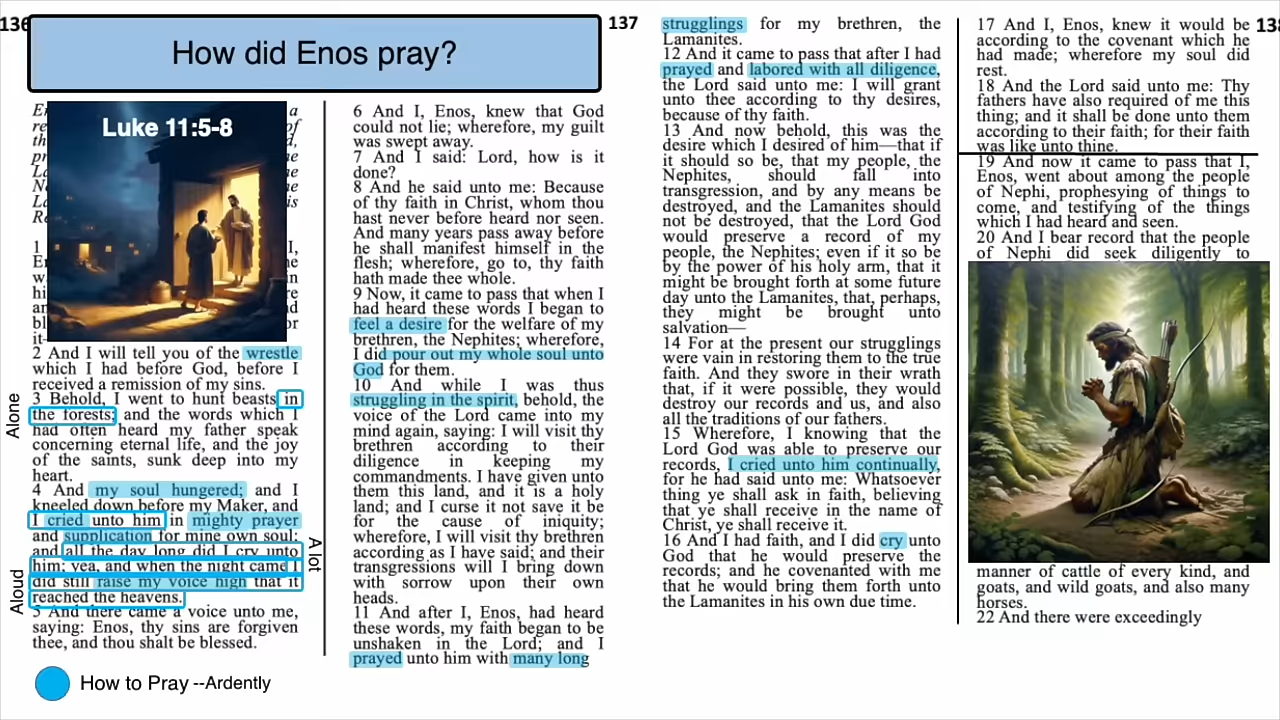 136
How did Enos pray?
137
Luke 11:5-8
a
of
is
1 I,
it-
2 And I will tell you of the wrestle
which I had before God, before I
received a remission of my sins.
3 Behold, I went to hunt beasts in
the forests; and the words which I
had often heard my father speak
concerning eternal life, and the joy
of the saints, sunk deep into my
heart.
4 And my soul hungered; and I
kneeled down before my Maker, and
I cried unto him in mighty prayer
and supplication for mine own soul;
and all the day long did I cry unto
him; yea, and when the night came I
did still raise my voice high that it
reached the heavens.
5 And there came a voice unto me,
saying: Enos, thy sins are forgiven
thee, and thou shalt be blessed.
Alone
Aloud
A lot
How to Pray --Ardently
6 And I, Enos, knew that God
could not lie; wherefore, my guilt
was swept away.
7 And I said: Lord, how is it
done?
8 And he said unto me: Because
of thy faith in Christ, whom thou
hast never before heard nor seen.
And many years pass away before
he shall manifest himself in the
flesh; wherefore, go to, thy faith
hath made thee whole.
9 Now, it came to pass that when I
had heard these words I began to
feel a desire for the welfare of my
brethren, the Nephites; wherefore,
I did pour out my whole soul unto
God for them.
10 And while I was thus
struggling in the spirit, behold, the
voice of the Lord came into my
mind again, saying: I will visit thy
brethren according to their
diligence in keeping my
commandments. I have given unto
them this land, and it is a holy
land; and I curse it not save it be
for the cause of iniquity;
wherefore, I will visit thy brethren
according as I have said; and their
transgressions will I bring down
with sorrow upon their own
heads.
11 And after I, Enos, had heard
these words, my faith began to be
unshaken in the Lord; and I
prayed unto him with many long
strugglings for my brethren, the
Lamanites.
12 And it came to pass that after I had
prayed and labored with all diligence,
the Lord said unto me: I will grant
unto thee according to thy desires,
because of thy faith.
13 And now behold, this was the
desire which I desired of him—that if
it should so be, that my people, the
Nephites, should fall into
transgression, and by any means be
destroyed, and the Lamanites should
not be destroyed, that the Lord God
would preserve a record of my
people, the Nephites; even if it so be
by the power of his holy arm, that it
might be brought forth at some future
day unto the Lamanites, that, perhaps,
they might be brought unto
salvation—
14 For at the present our strugglings
were vain in restoring them to the true
faith. And they swore in their wrath
that, if it were possible, they would
destroy our records and us, and also
all the traditions of our fathers.
15 Wherefore, I knowing that the
Lord God was able to preserve our
records, I cried unto him continually,
for he had said unto me: Whatsoever
thing ye shall ask in faith, believing
that ye shall receive in the name of
Christ, ye shall receive it.
16 And I had faith, and I did cry unto
God that he would preserve the
records; and he covenanted with me
that he would bring them forth unto
the Lamanites in his own due time.
17 And I, Enos, knew it would be
according to the covenant which he
had made; wherefore my soul did
rest.
18 And the Lord said unto me: Thy
fathers have also required of me this
thing; and it shall be done unto them
according to their faith; for their faith
was like unto thine.
19 And now it came to pass that I,
Enos, went about among the people
of Nephi, prophesying of things to
come, and testifying of the things
which I had heard and seen.
20 And I bear record that the people
of Nephi did seek diligently to
manner of cattle of every kind, and
goats, and wild goats, and also many
horses.
22 And there were exceedingly